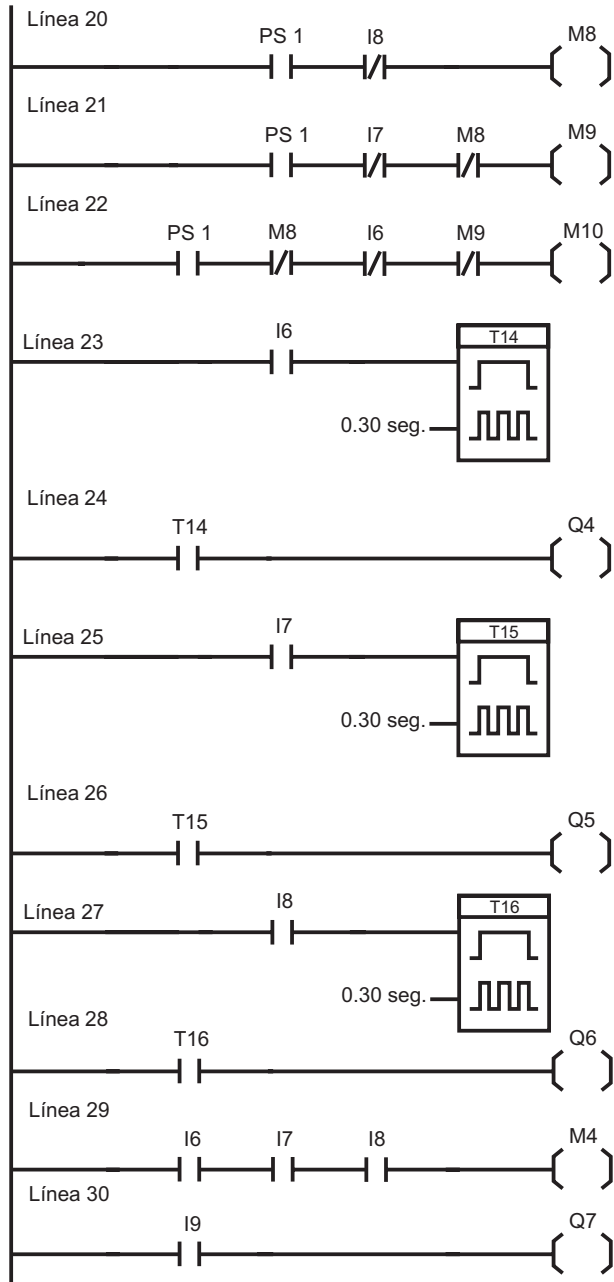 Línea 20
PS 1 I8 M8
Línea 21
PS 1 I7 M8 M9
Línea 22
PS 1 M8 I6 M9 M10
Línea 23
I6 T14
0.30 seg.
Línea 24
T14 Q4
Línea 25
I7 T15
0.30 seg.
Línea 26
T15 Q5
Línea 27
I8 T16
0.30 seg.
Línea 28
T16 Q6
Línea 29
I6 I7 I8 M4
Línea 30
I9 Q7